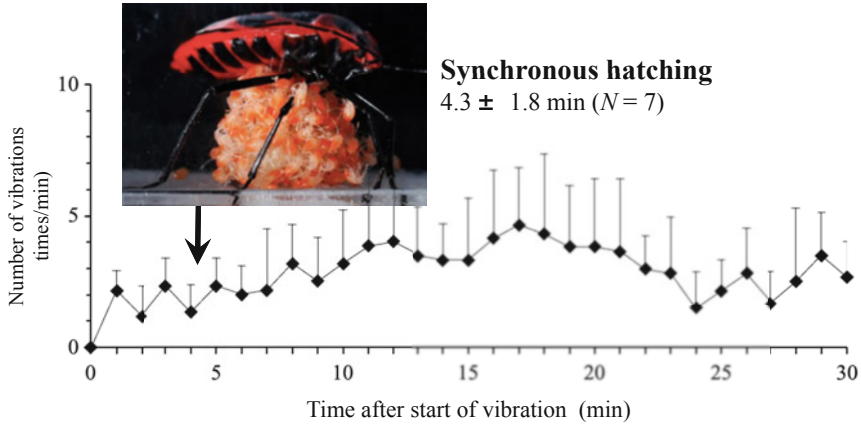 Synchronous hatching
4.3 ± 1.8 min (N = 7)
10
5
0
Number of vibrations
times/min)
0 5 10 15 20 25 30
Time after start of vibration (min)